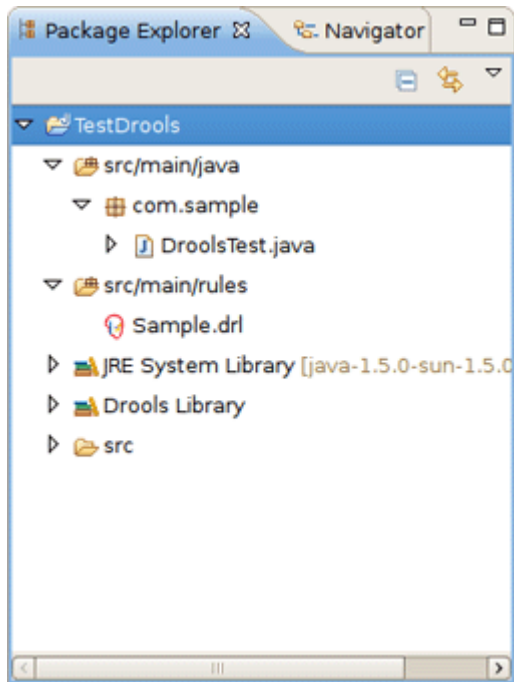 Package Explorer Navigator
TestDrools
src/main/java
com.sample
DroolsTest.java
src/main/rules
Sample.drl
JRE System Library [java-1.5.0-sun-1.5.0
Drools Library
src